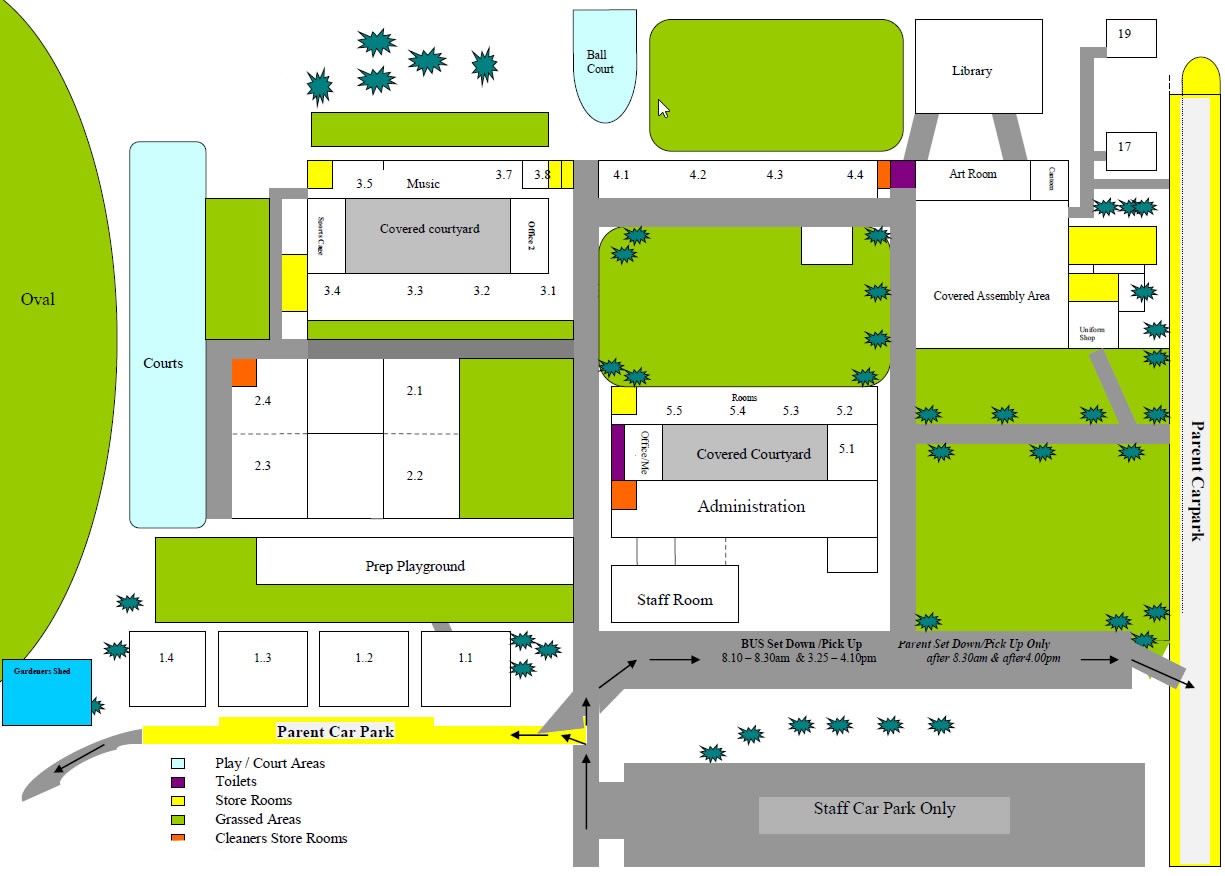 19
Ball
Court
Library
17
4.1 4.2 4.3 4.4
Art Room
Canteen
3.5 Music 3.7 3.8
Sports Cage
Covered courtyard
Office 2
3.4 3.3 3.2 3.1
Oval
Covered Assembly Area
Uniform
Shop
Courts
2.4
2.1
2.3
2.2
Rooms
5.5 5.4 5.3 5.2
Office/Me
Covered Courtyard
5.1
Administration
Parent Carpark
Prep Playground
Staff Room
BUS Set Down /Pick Up
8.10 – 8.30am & 3.25 – 4.10pm
Parent Set Down/Pick Up Only
after 8.30am & after4.00pm
1.4 1..3 1..2 1.1
Gardeners Shed
Parent Car Park
Play / Court Areas
Toilets
Store Rooms
Grassed Areas
Cleaners Store Rooms
Staff Car Park Only